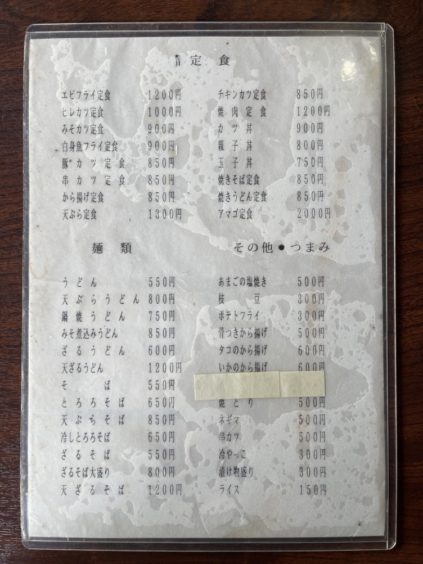 定食
エビフライ定食 1200円
ヒレカツ定食 1000円
みそカツ定食 900円
白身魚フライ定食 900円
豚カツ定食 850円
串カツ定食 850円
から揚げ定食 850円
天ぷら定食 1300円
チキンカツ定食 850円
焼肉定食 1000円
カツ丼 900円
親子丼 800円
玉子丼 750円
焼きそば定食 850円
焼きうどん定食 850円
アマゴ定食 2000円
麺類
うどん 550円
天ぷらうどん 800円
鍋焼うどん 750円
みそ煮込みうどん 850円
ざるうどん 600円
天ざるうどん 1200円
そば 550円
とろろそば 650円
天ぷらそば 850円
冷しとろろそば 650円
ざるそば 550円
ざるそば大盛り 800円
天ざるそば 1200円
その他●つまみ
あまごの塩焼き 500円
枝豆 300円
ポテトフライ 300円
骨つきから揚げ 500円
タコのから揚げ 600円
いかのから揚げ 600円
焼とり 500円
ネギマ 500円
串カツ 500円
冷やっこ 300円
漬け物盛り 300円
ライス 150円